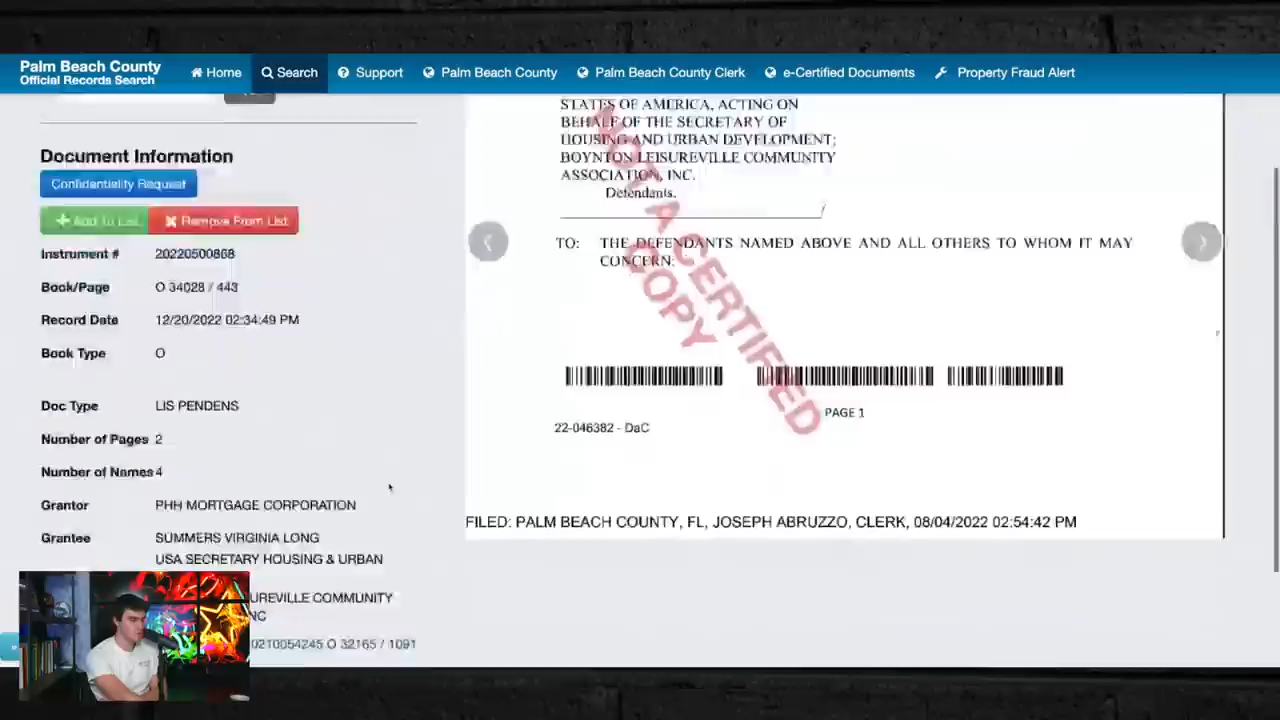 Palm Beach County
Official Records Search
Home
Search
Support
Palm Beach County
Palm Beach County Clerk
e-Certified Documents
Property Fraud Alert
Document Information
Confidentiality Request
Add To List
Remove From List
Instrument # 20220500868
Book/Page O 34028 / 443
Record Date 12/20/2022 02:34:49 PM
Book Type O
Doc Type LIS PENDENS
Number of Pages 2
Number of Names 4
Grantor PHH MORTGAGE CORPORATION
Grantee SUMMERS VIRGINIA LONG
USA SECRETARY HOUSING & URBAN
UREVILLE COMMUNITY
NC
0210054245 O 32165 / 1091
STATES OF AMERICA, ACTING ON
BEHALF OF THE SECRETARY OF
HOUSING AND URBAN DEVELOPMENT;
BOYNTON LEISUREVILLE COMMUNITY
ASSOCIATION, INC.
Defendants.
/
TO: THE DEFENDANTS NAMED ABOVE AND ALL OTHERS TO WHOM IT MAY
CONCERN:
NOT A CERTIFIED
COPY
PAGE 1
22-046382 - DaC
FILED: PALM BEACH COUNTY, FL, JOSEPH ABRUZZO, CLERK, 08/04/2022 02:54:42 PM